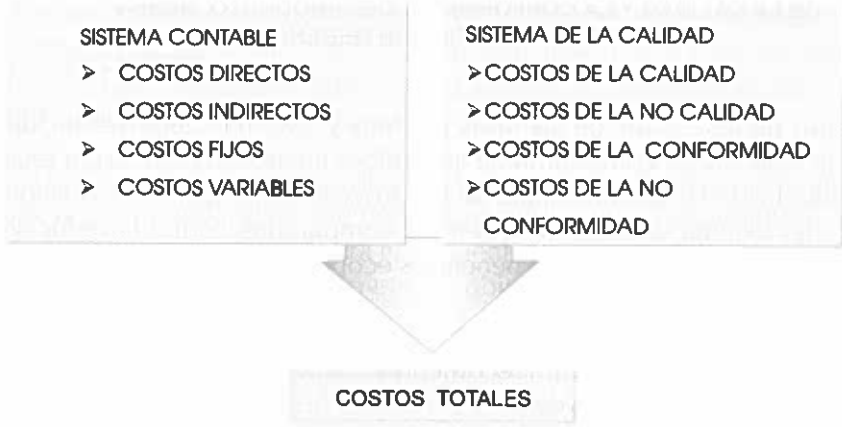 SISTEMA CONTABLE
➢ COSTOS DIRECTOS
➢ COSTOS INDIRECTOS
➢ COSTOS FIJOS
➢ COSTOS VARIABLES
SISTEMA DE LA CALIDAD
➢ COSTOS DE LA CALIDAD
➢ COSTOS DE LA NO CALIDAD
➢ COSTOS DE LA CONFORMIDAD
➢ COSTOS DE LA NO
CONFORMIDAD
COSTOS TOTALES